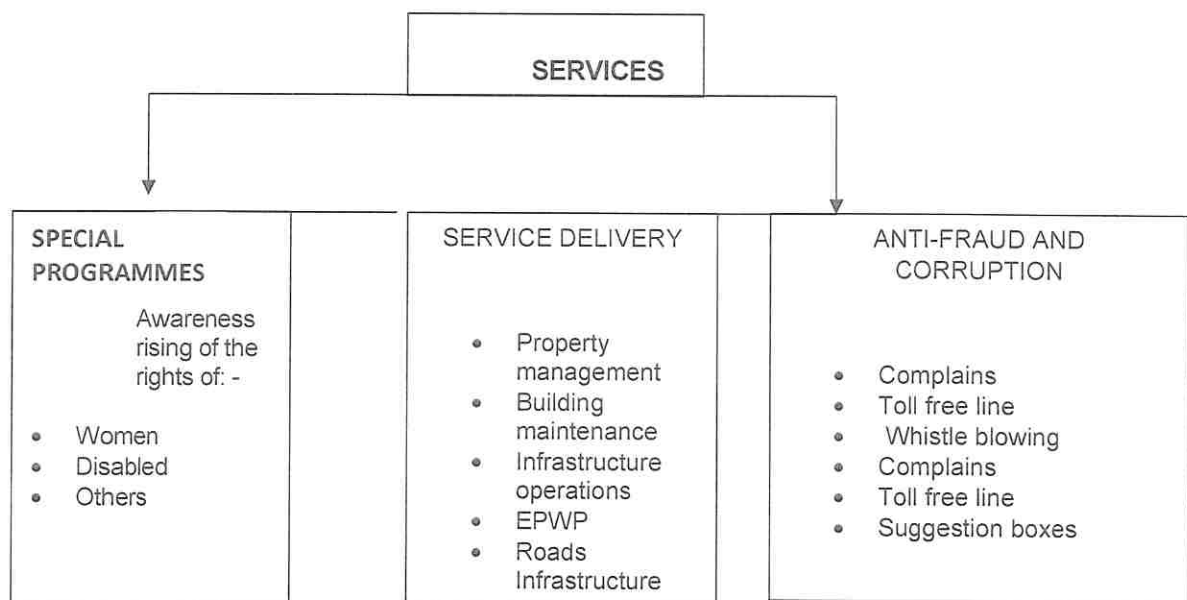 SERVICES
SPECIAL
PROGRAMMES
Awareness
rising of the
rights of: -
• Women
• Disabled
• Others
SERVICE DELIVERY
• Property
management
• Building
maintenance
• Infrastructure
operations
• EPWP
• Roads
Infrastructure
ANTI-FRAUD AND
CORRUPTION
• Complains
• Toll free line
• Whistle blowing
• Complains
• Toll free line
• Suggestion boxes